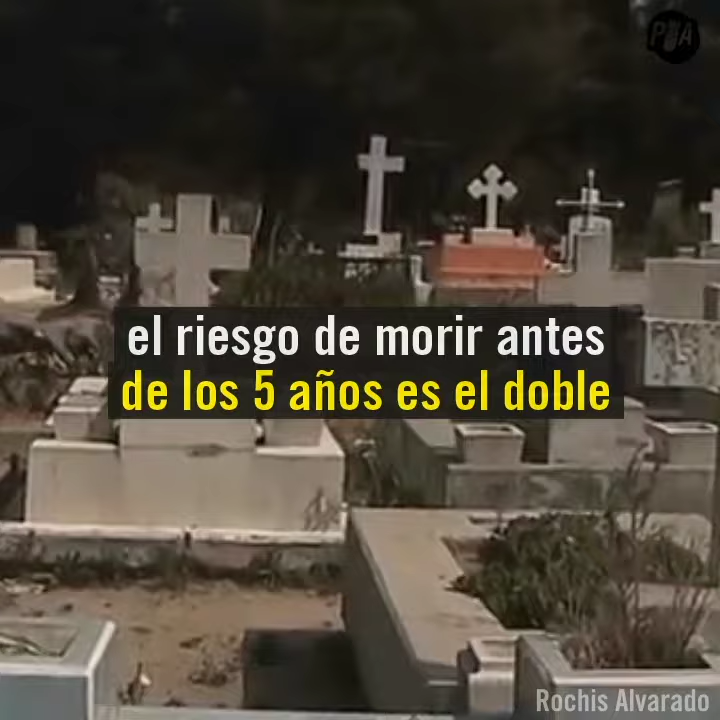 el riesgo de morir antes
de los 5 años es el doble
Rochis Alvarado